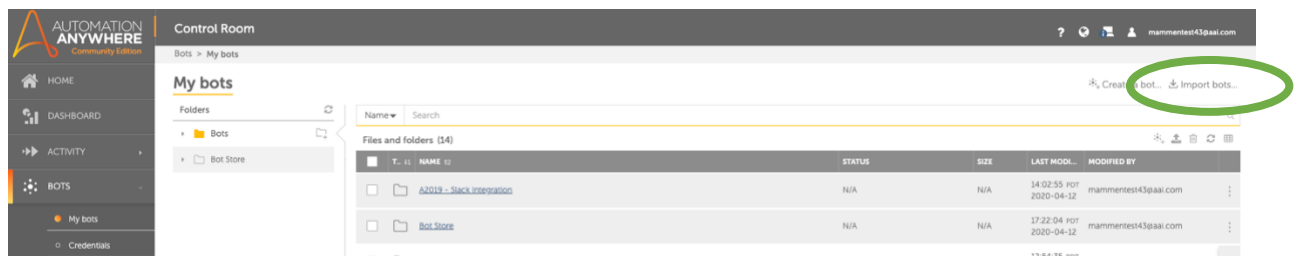 AUTOMATION
ANYWHERE
Community Edition
Control Room
? mammentest43@aai.com
Bots > My bots
HOME
My bots
Create a bot... Import bots...
DASHBOARD
Folders
Name Search
Bots
Files and folders (14)
ACTIVITY
Bot Store
T.. NAME STATUS SIZE LAST MODI... MODIFIED BY
BOTS
A2019 - Slack Integration N/A N/A 14:02:55 PDT 2020-04-12 mammentest43@aai.com
My bots
Bot Store N/A N/A 17:22:04 PDT 2020-04-12 mammentest43@aai.com
Credentials